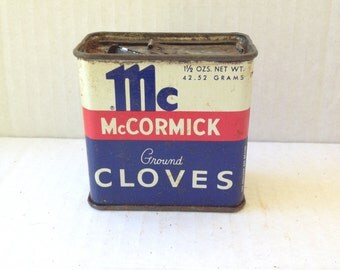 1½ OZS. NET WT.
42.52 GRAMS
Mc
McCORMICK
Ground
CLOVES